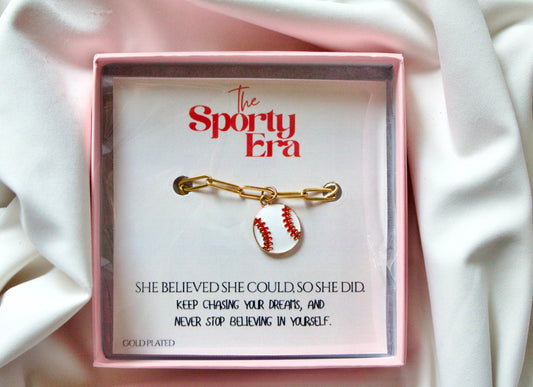 The
Sporty
Era
SHE BELIEVED SHE COULD, SO SHE DID.
KEEP CHASING YOUR DREAMS, AND
NEVER STOP BELIEVING IN YOURSELF.
GOLD PLATED